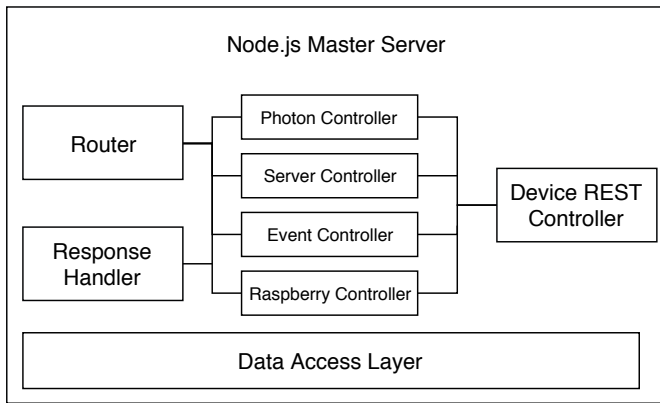 Node.js Master Server
Router
Response
Handler
Photon Controller
Server Controller
Event Controller
Raspberry Controller
Device REST
Controller
Data Access Layer